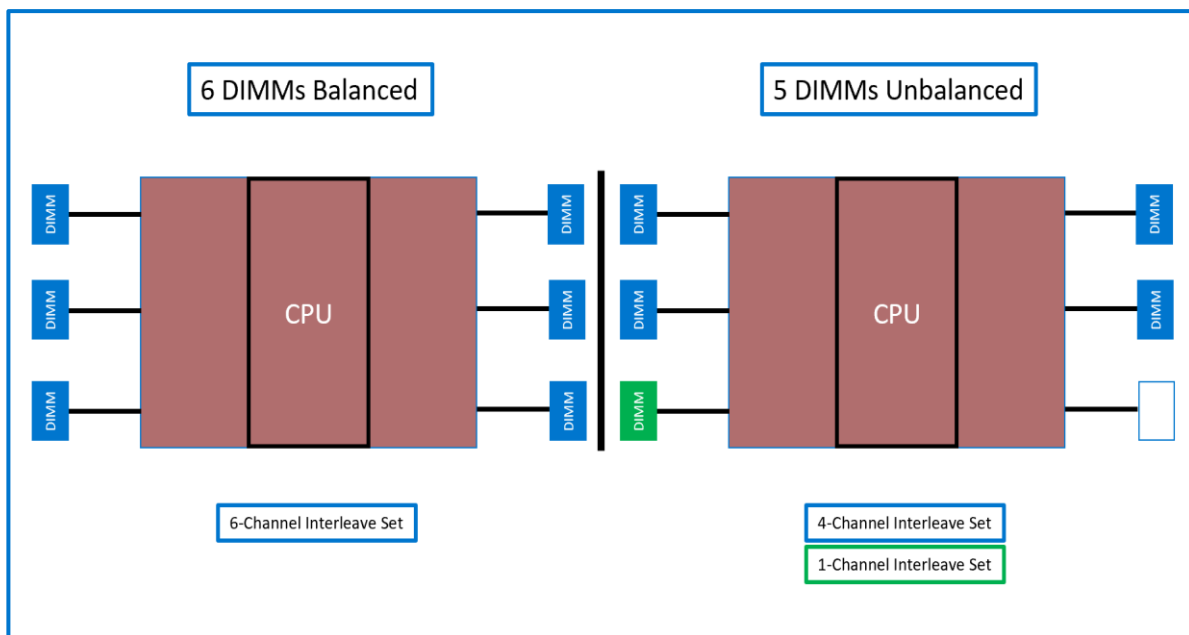 6 DIMMs Balanced
5 DIMMs Unbalanced
DIMM
DIMM
DIMM
CPU
DIMM
DIMM
DIMM
DIMM
DIMM
DIMM
CPU
DIMM
DIMM
6-Channel Interleave Set
4-Channel Interleave Set
1-Channel Interleave Set